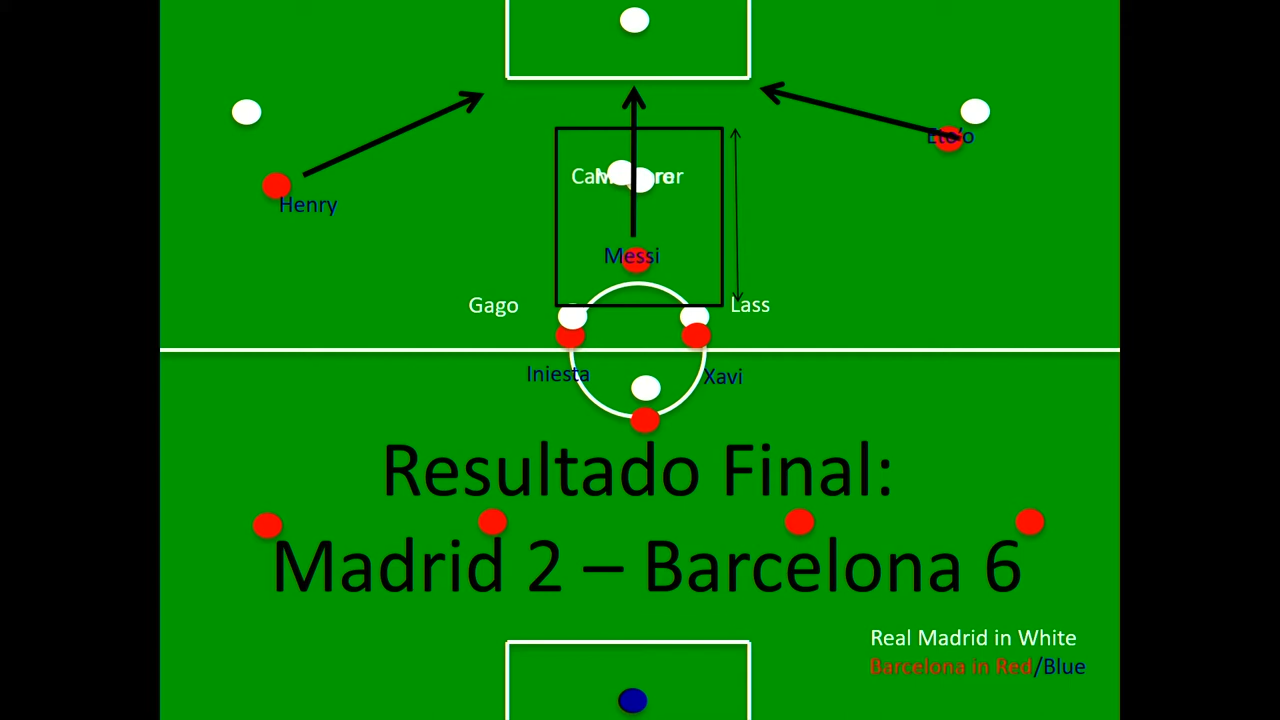 Eto'o
Henry
Messi
Gago
Lass
Iniesta
Xavi
Resultado Final:
Madrid 2 – Barcelona 6
Real Madrid in White
Barcelona in Red/Blue